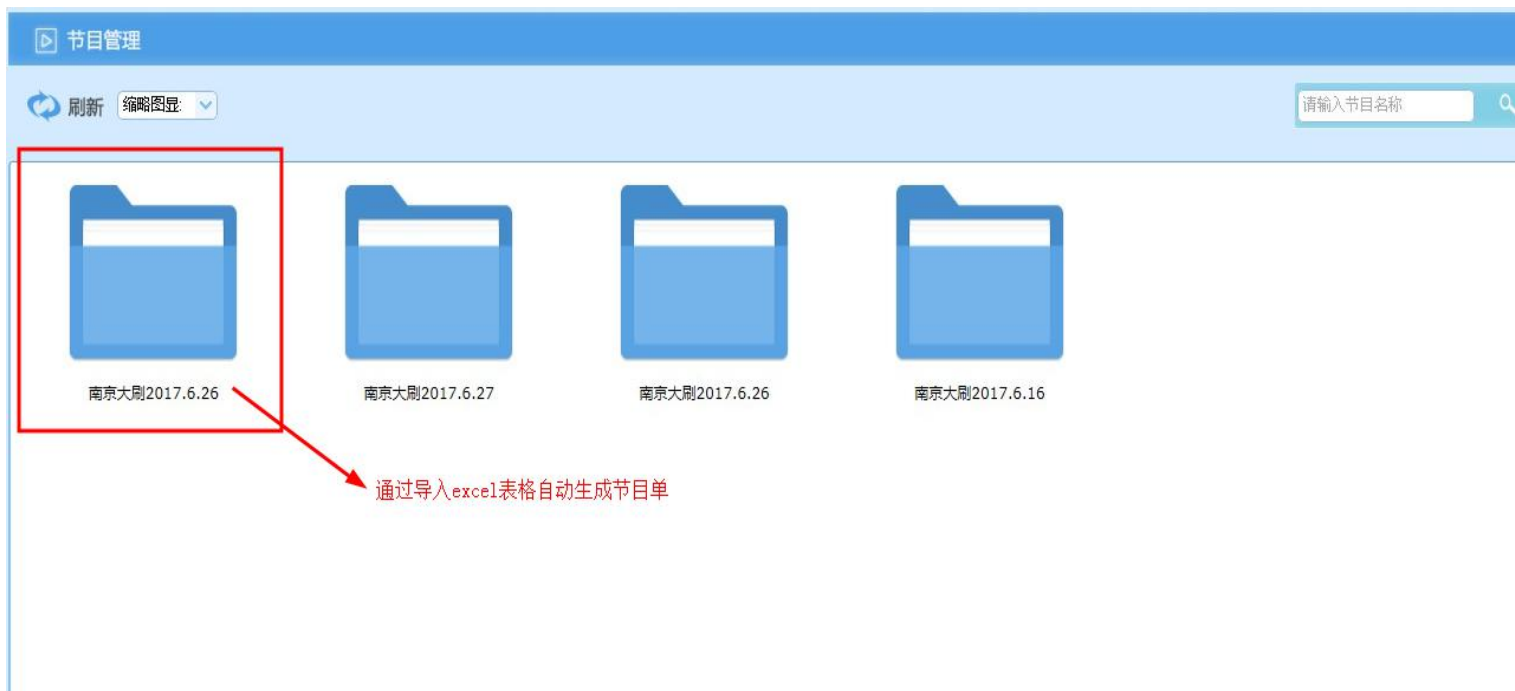 节目管理
刷新 缩略图显: 请输入节目名称
南京大刷2017.6.26 南京大刷2017.6.27 南京大刷2017.6.26 南京大刷2017.6.16
通过导入excel表格自动生成节目单